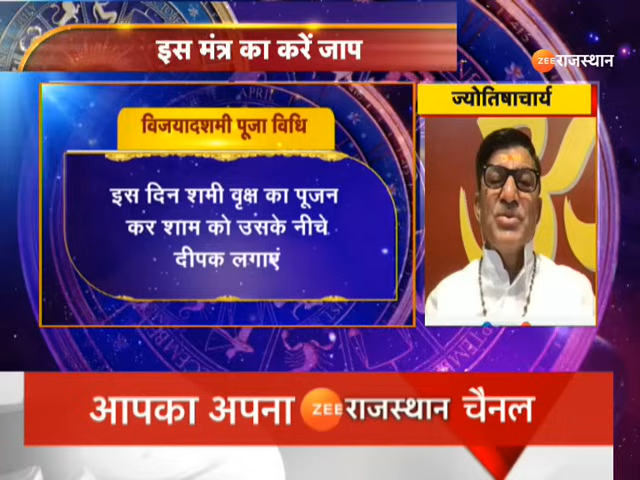 इस मंत्र का करें जाप
ZEE राजस्थान
ज्योतिषाचार्य
विजयादशमी पूजा विधि
इस दिन शमी वृक्ष का पूजन
कर शाम को उसके नीचे
दीपक लगाएं
आपका अपना ZEE राजस्थान चैनल